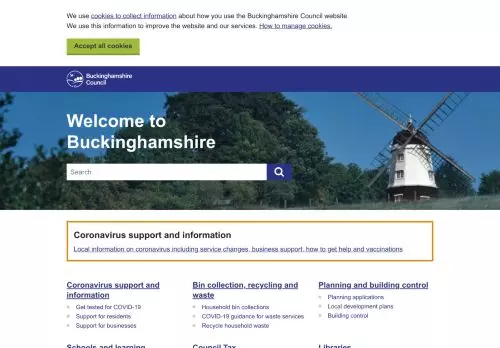 We use cookies to collect information about how you use the Buckinghamshire Council website.
We use this information to improve the website and our services. How to manage cookies.
Accept all cookies
Buckinghamshire
Council
Welcome to
Buckinghamshire
Search
Coronavirus support and information
Local information on coronavirus including service changes, business support, how to get help and vaccinations
Coronavirus support and
information
Get tested for COVID-19
Support for residents
Support for businesses
Bin collection, recycling and
waste
Household bin collections
COVID-19 guidance for waste services
Recycle household waste
Planning and building control
Planning applications
Local development plans
Building control
Schools and learning
Council Tax
Libraries